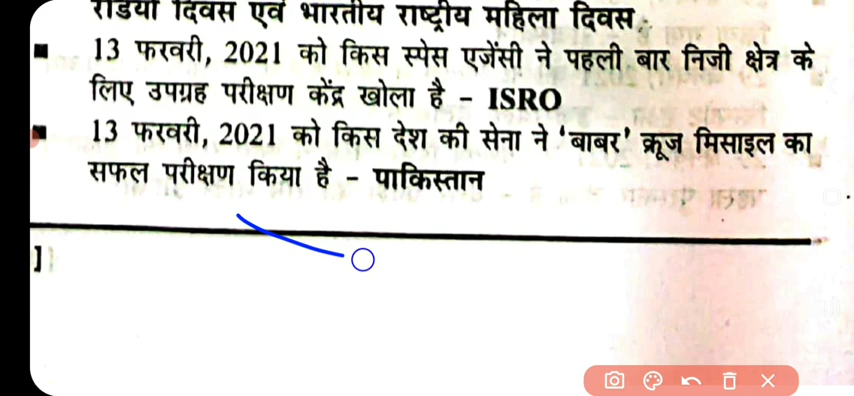 रेडियो दिवस एवं भारतीय राष्ट्रीय महिला दिवस
13 फरवरी, 2021 को किस स्पेस एजेंसी ने पहली बार निजी क्षेत्र के
लिए उपग्रह परीक्षण केंद्र खोला है - ISRO
13 फरवरी, 2021 को किस देश की सेना ने 'बाबर' क्रूज मिसाइल का
सफल परीक्षण किया है - पाकिस्तान
]